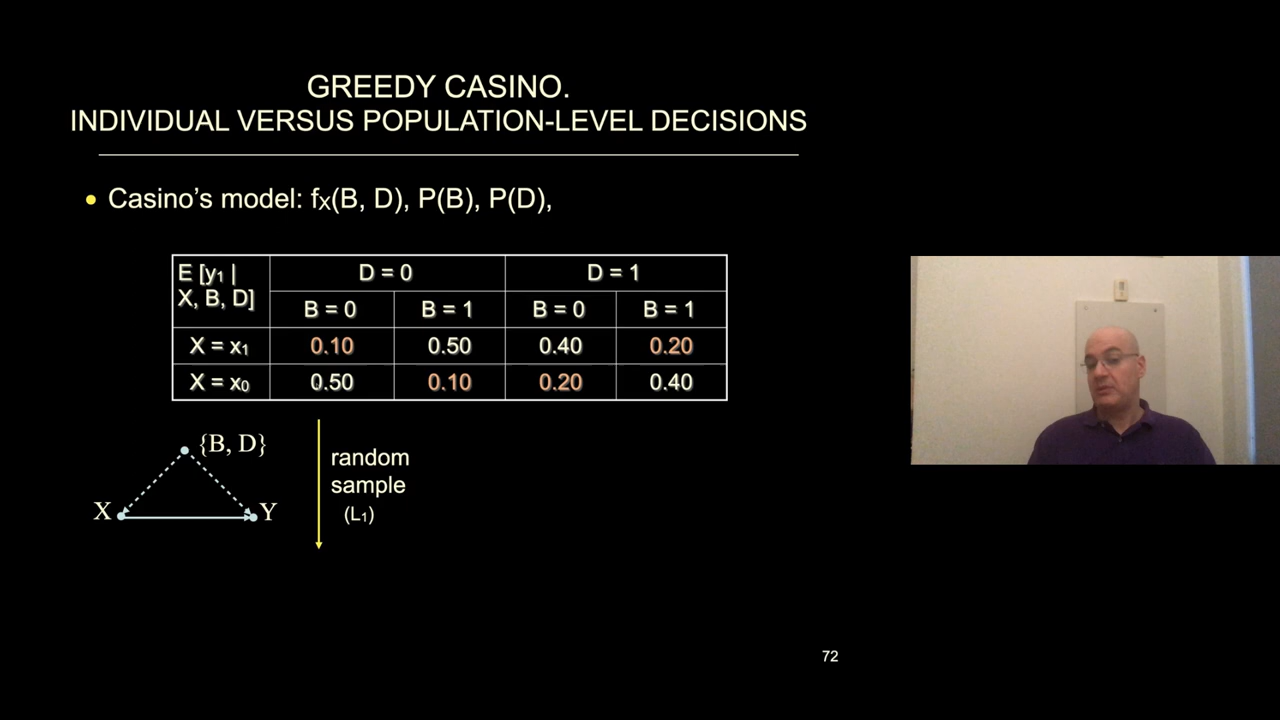 GREEDY CASINO.
INDIVIDUAL VERSUS POPULATION-LEVEL DECISIONS
• Casino’s model: fX(B, D), P(B), P(D),
E [y1 | X, B, D] D = 0 D = 1
B = 0 B = 1 B = 0 B = 1
X = x1 0.10 0.50 0.40 0.20
X = x0 0.50 0.10 0.20 0.40
{B, D}
X Y
random
sample
(L1)
72